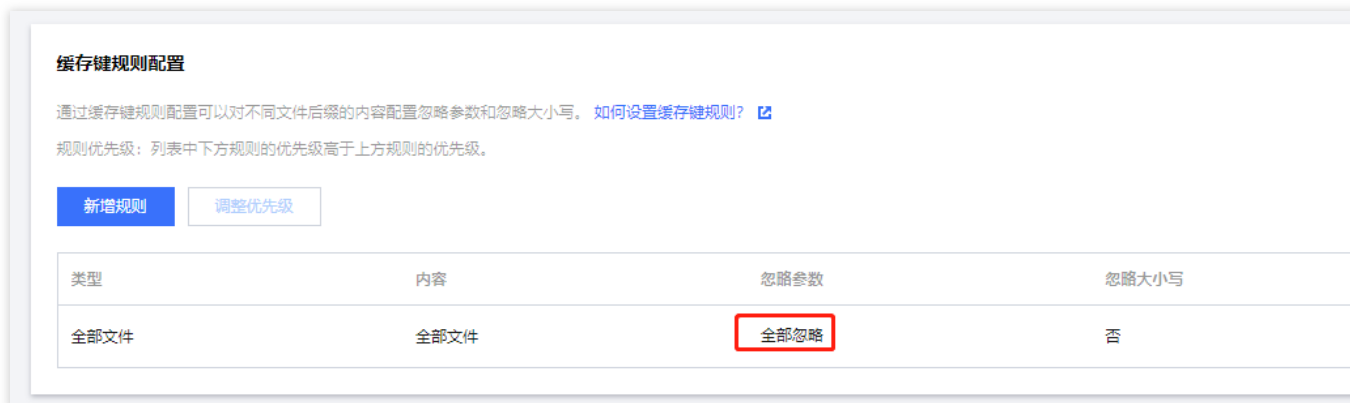 缓存键规则配置
通过缓存键规则配置可以对不同文件后缀的内容配置忽略参数和忽略大小写。 如何设置缓存键规则?
规则优先级：列表中下方规则的优先级高于上方规则的优先级。
新增规则 调整优先级
类型 内容 忽略参数 忽略大小写
全部文件 全部文件 全部忽略 否